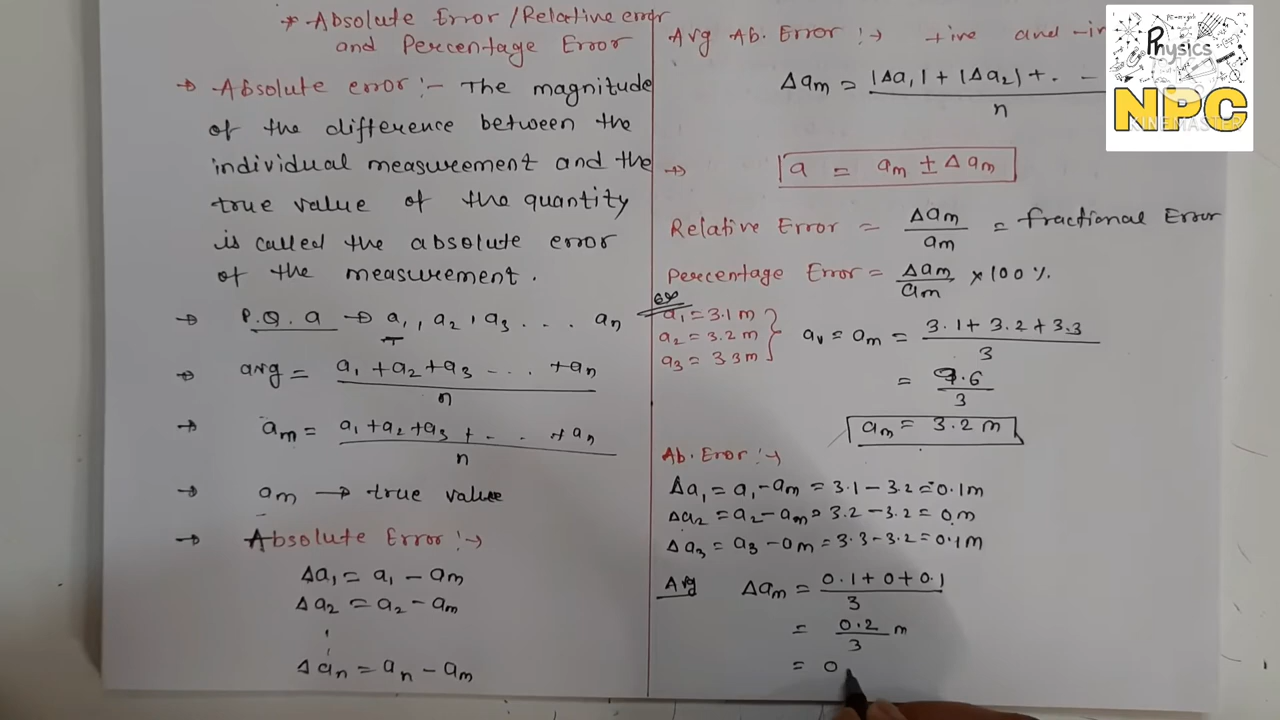 * Absolute Error / Relative error
and Percentage Error
→ Absolute error :- The magnitude
of the difference between the
individual measurement and the
true value of the quantity
is called the absolute error
of the measurement.
→ P.Q. a → a₁, a₂, a₃ . . . aₙ
→ avg = (a₁ + a₂ + a₃ - . . . + aₙ) / n
→ aₘ = (a₁ + a₂ + a₃ + - . . + aₙ) / n
→ aₘ → true value
→ Absolute Error :→
Δa₁ = a₁ - aₘ
Δa₂ = a₂ - aₘ
Δaₙ = aₙ - aₘ
Avg Ab. Error :→ +ive and -i
Δaₘ = (|Δa₁| + |Δa₂| + . - -) / n
→ a = aₘ ± Δaₘ
Relative Error = Δaₘ / aₘ = fractional Error
Percentage Error = Δaₘ / aₘ × 100 %.
a₁ = 3.1 m
a₂ = 3.2 m
a₃ = 3.3 m
aᵥ = aₘ = (3.1 + 3.2 + 3.3) / 3
= 9.6 / 3
aₘ = 3.2 m
Ab. Error :→
Δa₁ = a₁ - aₘ = 3.1 - 3.2 = 0.1 m
Δa₂ = a₂ - aₘ = 3.2 - 3.2 = 0 m
Δa₃ = a₃ - aₘ = 3.3 - 3.2 = 0.1 m
Avg Δaₘ = (0.1 + 0 + 0.1) / 3
= 0.2 / 3 m
= 0.
Physics
NPC
KINEMASTER